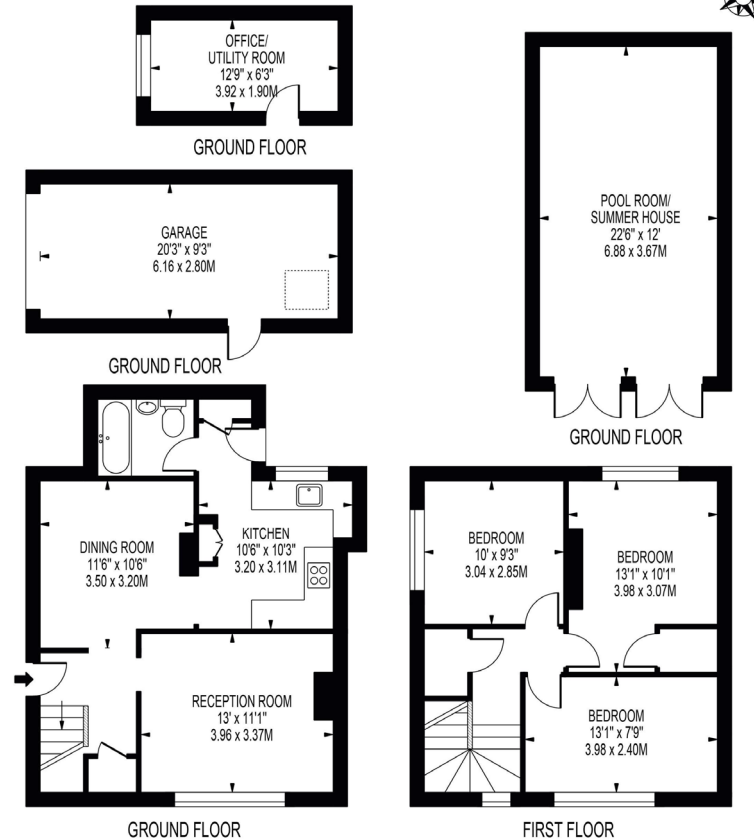 OFFICE/
UTILITY ROOM
12'9" x 6'3"
3.92 x 1.90M
GROUND FLOOR
GARAGE
20'3" x 9'3"
6.16 x 2.80M
GROUND FLOOR
POOL ROOM/
SUMMER HOUSE
22'6" x 12'
6.88 x 3.67M
GROUND FLOOR
DINING ROOM
11'6" x 10'6"
3.50 x 3.20M
KITCHEN
10'6" x 10'3"
3.20 x 3.11M
RECEPTION ROOM
13' x 11'1"
3.96 x 3.37M
GROUND FLOOR
BEDROOM
10' x 9'3"
3.04 x 2.85M
BEDROOM
13'1" x 10'1"
3.98 x 3.07M
BEDROOM
13'1" x 7'9"
3.98 x 2.40M
FIRST FLOOR